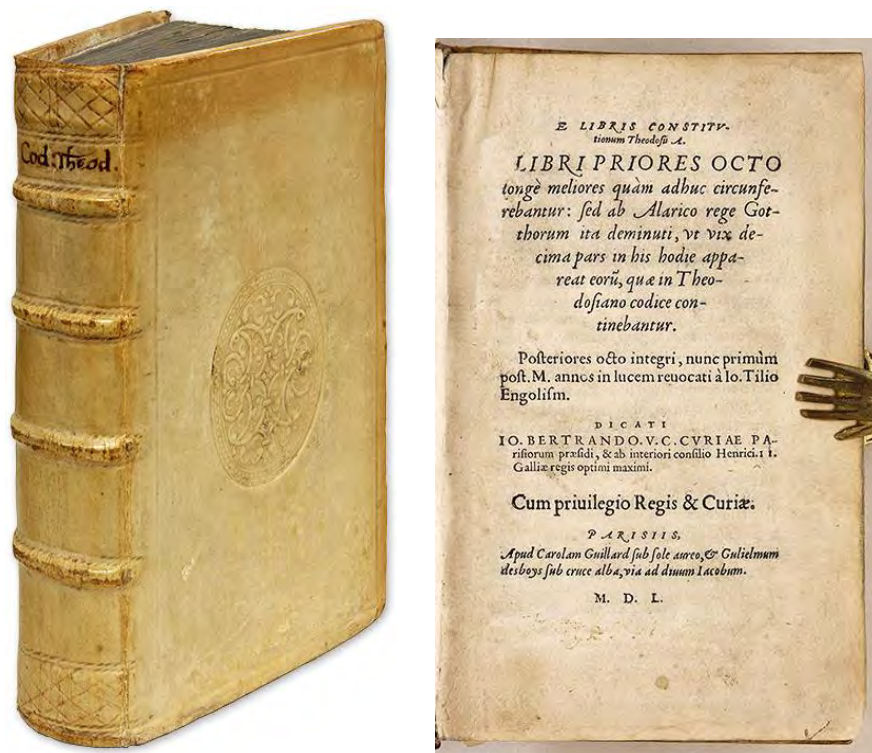 Cod: Theod.
E LIBRIS CONSTITV-
tionum Theodosii A.
LIBRI PRIORES OCTO
longè meliores quàm adhuc circunfe-
rebantur: sed ab Alarico rege Got-
thorum ita deminuti, vt vix de-
cima pars in his hodie appa-
reat eorũ, quæ in Theo-
dosiano codice con-
tinebantur.
Posteriores octo integri, nunc primùm
post. M. annos in lucem reuocati à Io. Tilio
Engolism.
DICATI
IO. BERTRANDO. V. C. CVRIAE PA-
risiorum præsidi, & ab interiori consilio Henrici. II.
Galliæ regis optimi maximi.
Cum priuilegio Regis & Curiæ.
PARISIIS,
Apud Carolam Guillard sub sole aureo, & Gulielmum
desboys sub cruce alba, via ad diuum Iacobum.
M. D. L.